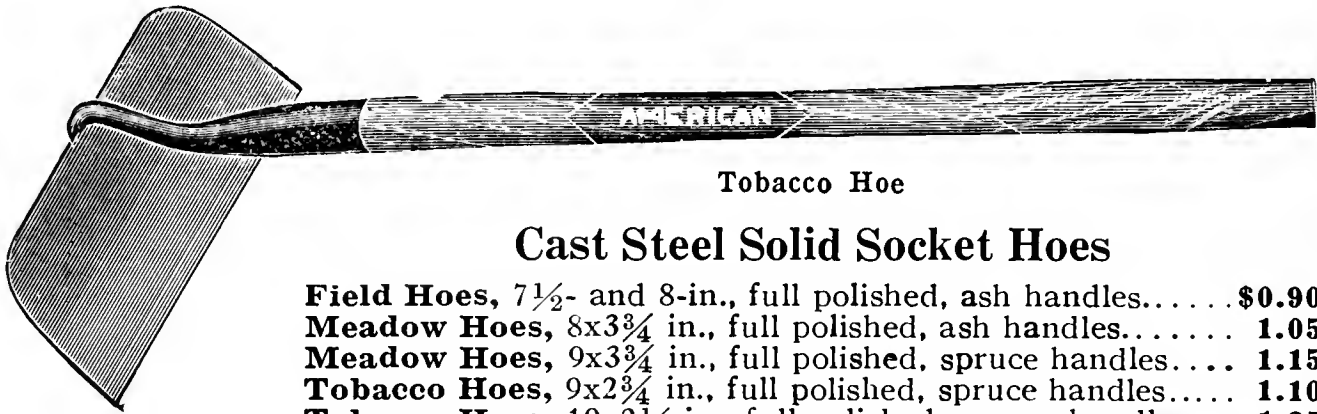 AMERICAN
Tobacco Hoe
Cast Steel Solid Socket Hoes
Field Hoes, 7½- and 8-in., full polished, ash handles......$0.90
Meadow Hoes, 8x3¾ in., full polished, ash handles....... 1.05
Meadow Hoes, 9x3¾ in., full polished, spruce handles.... 1.15
Tobacco Hoes, 9x2¾ in., full polished, spruce handles..... 1.10